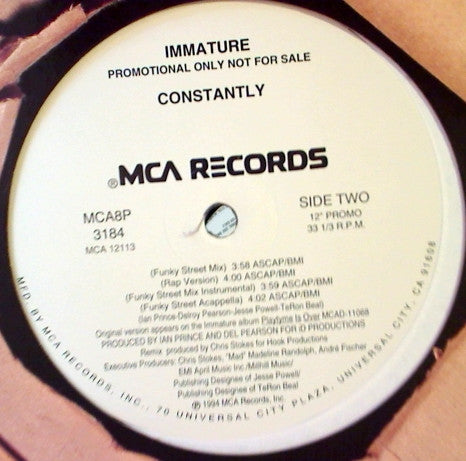 IMMATURE
PROMOTIONAL ONLY NOT FOR SALE
CONSTANTLY
®MCA RECORDS
MCA8P
3184
MCA 12113
SIDE TWO
12" PROMO
33 1/3 R.P.M.
(Funky Street Mix) 3:58 ASCAP/BMI
(Rap Version) 4:00 ASCAP/BMI
(Funky Street Mix Instrumental) 3:59 ASCAP/BMI
(Funky Street Acappella) 4:02 ASCAP/BMI
(Ian Prince-Delroy Pearson-Jesse Powell-TeRon Beal)
Original version appears on the Immature album Playtyme Is Over MCAD-11068
PRODUCED BY IAN PRINCE AND DEL PEARSON FOR ID PRODUCTIONS
Remix produced by Chris Stokes for Hook Productions
Executive Producers: Chris Stokes, "Mad" Madeline Randolph, André Fischer
EMI April Music Inc./Milhill Music/
Publishing Designee of Jesse Powell/
Publishing Designee of TeRon Beal
℗ 1994 MCA Records, Inc.
MFD. BY MCA RECORDS, INC., 70 UNIVERSAL CITY PLAZA, UNIVERSAL CITY, CA 91608